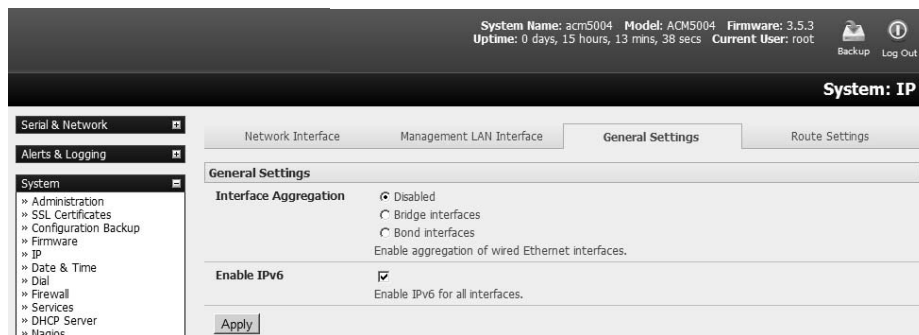 System Name: acm5004 Model: ACM5004 Firmware: 3.5.3
Uptime: 0 days, 15 hours, 13 mins, 38 secs Current User: root
Backup
Log Out
System: IP
Serial & Network
Alerts & Logging
System
» Administration
» SSL Certificates
» Configuration Backup
» Firmware
» IP
» Date & Time
» Dial
» Firewall
» Services
» DHCP Server
» Nagios
Network Interface
Management LAN Interface
General Settings
Route Settings
General Settings
Interface Aggregation
Disabled
Bridge interfaces
Bond interfaces
Enable aggregation of wired Ethernet interfaces.
Enable IPv6
Enable IPv6 for all interfaces.
Apply